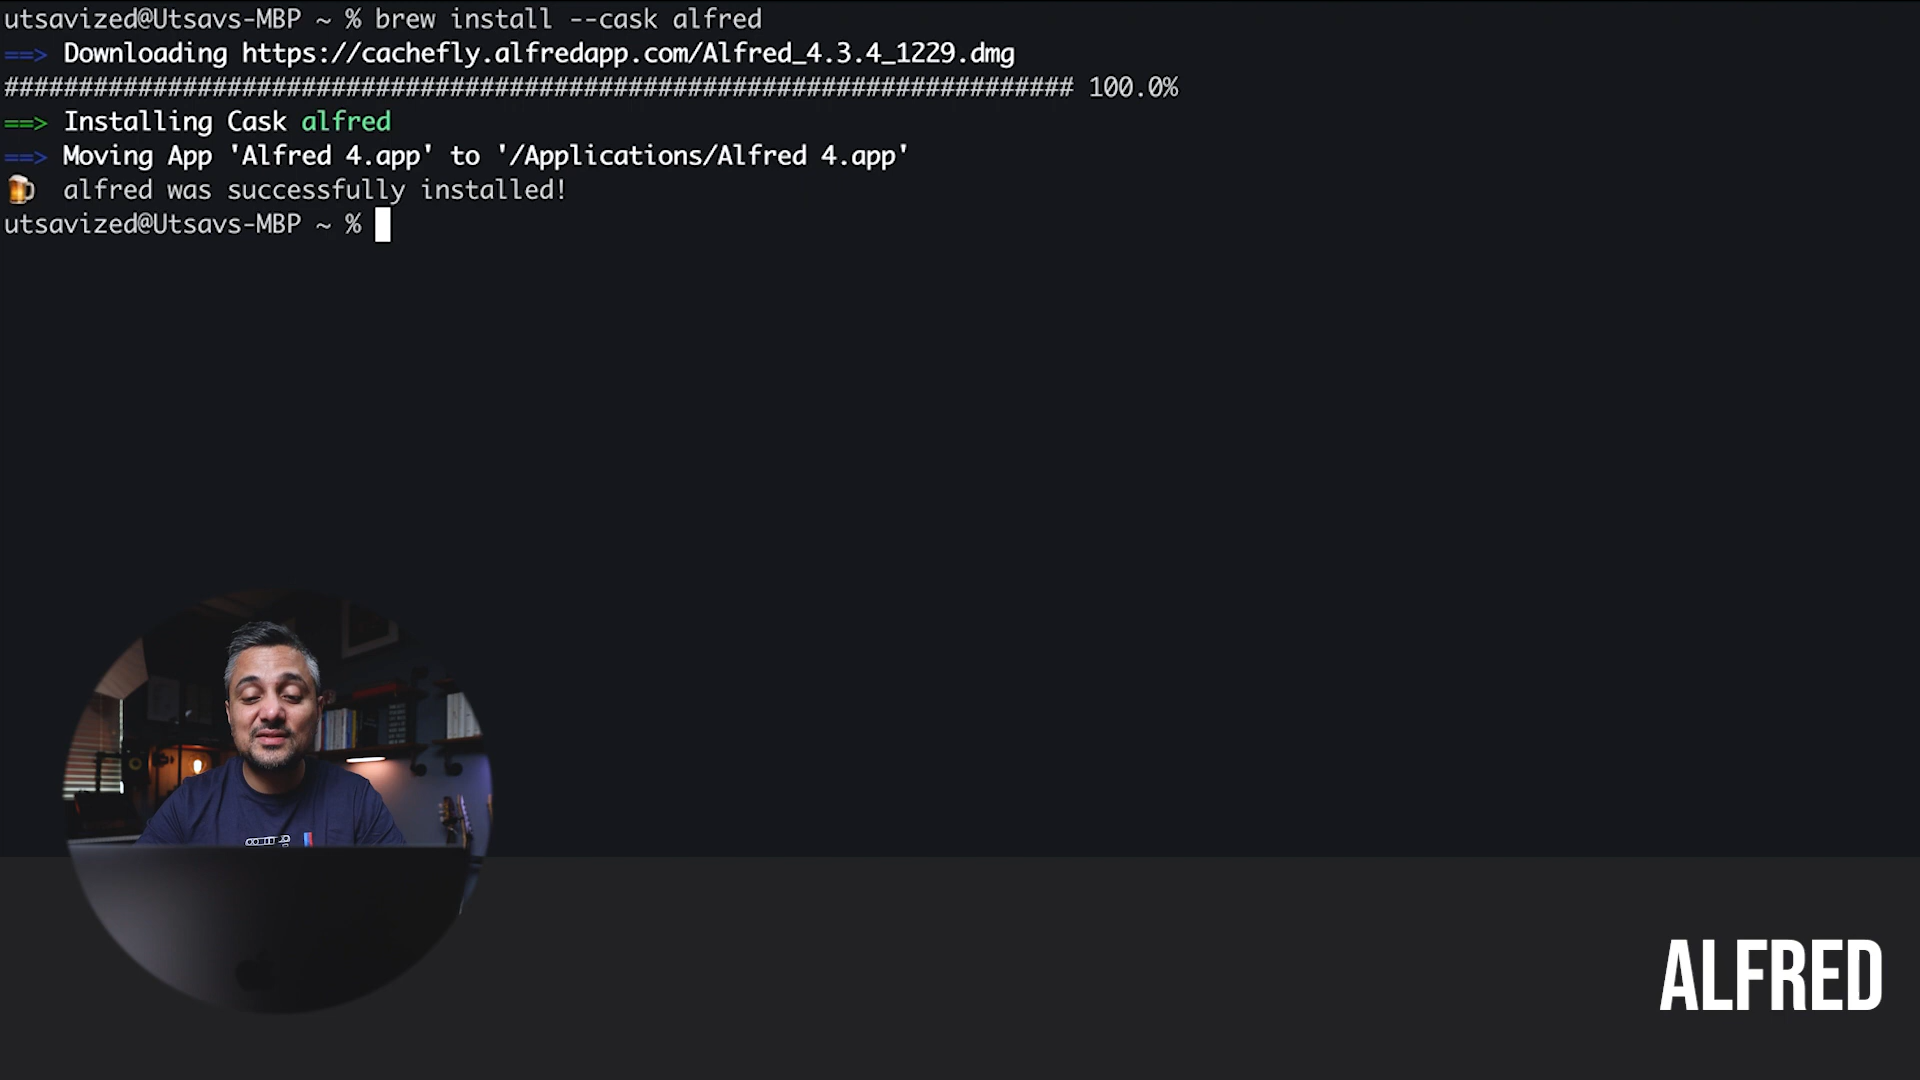 utsavized@Utsavs-MBP ~ % brew install --cask alfred
==> Downloading https://cachefly.alfredapp.com/Alfred_4.3.4_1229.dmg
######################################################################## 100.0%
==> Installing Cask alfred
==> Moving App 'Alfred 4.app' to '/Applications/Alfred 4.app'
🍺 alfred was successfully installed!
utsavized@Utsavs-MBP ~ %
ALFRED